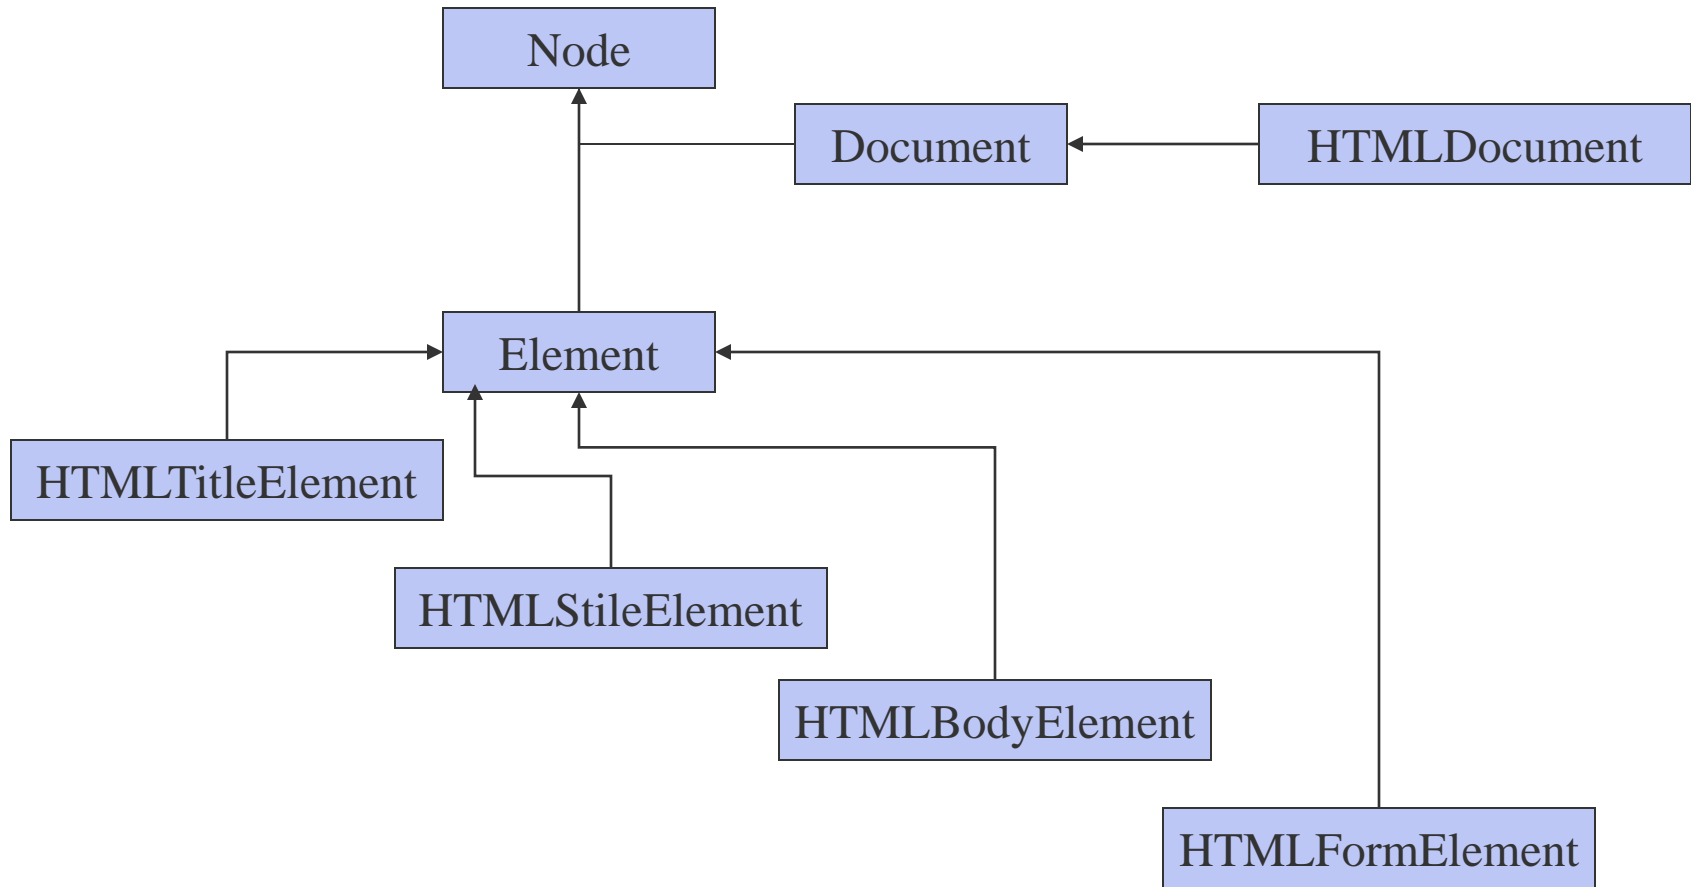 Node
Document
HTMLDocument
Element
HTMLTitleElement
HTMLStileElement
HTMLBodyElement
HTMLFormElement